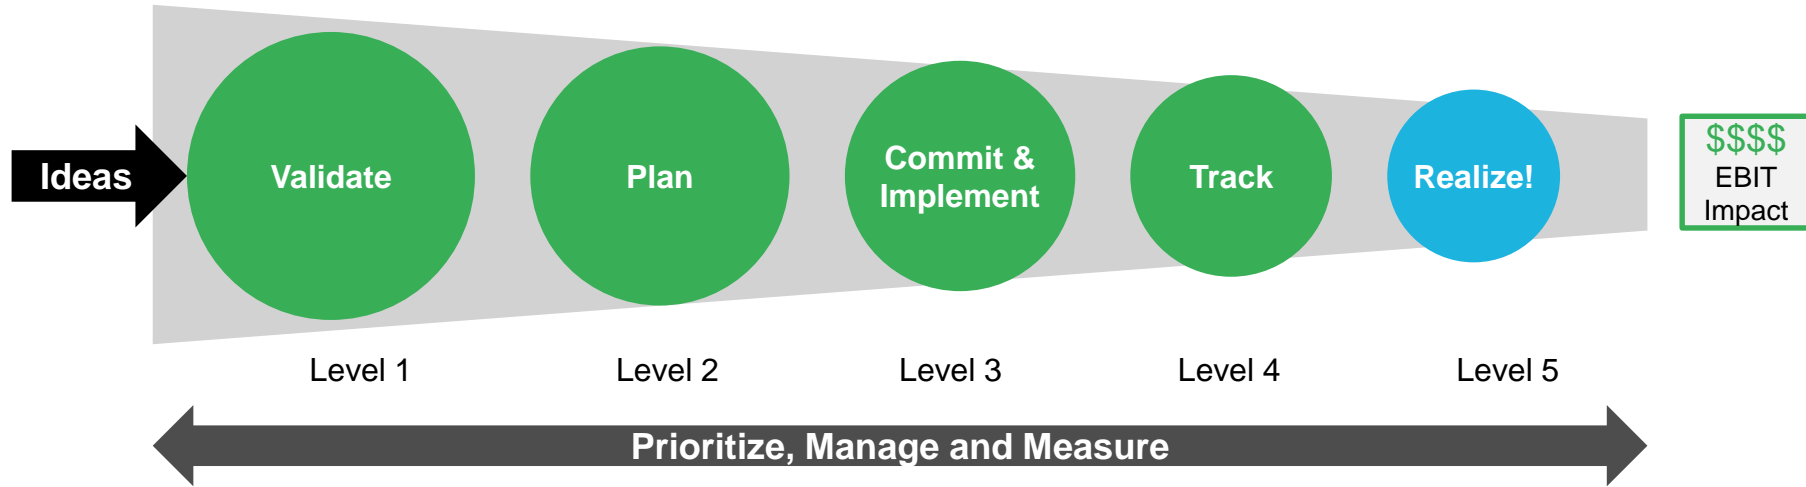 Ideas
Validate
Plan
Commit &
Implement
Track
Realize!
$$$$
EBIT
Impact
Level 1
Level 2
Level 3
Level 4
Level 5
Prioritize, Manage and Measure